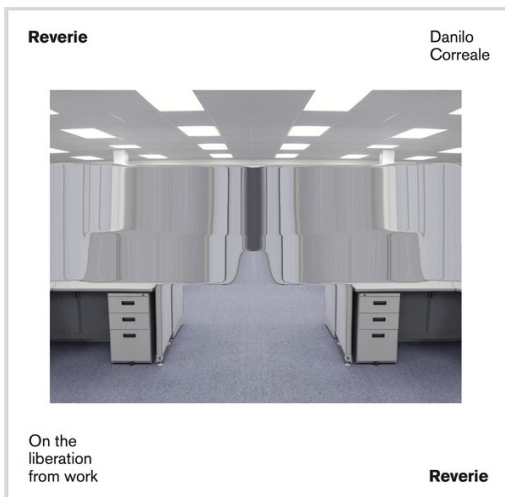 Reverie
Danilo
Correale
On the
liberation
from work
Reverie